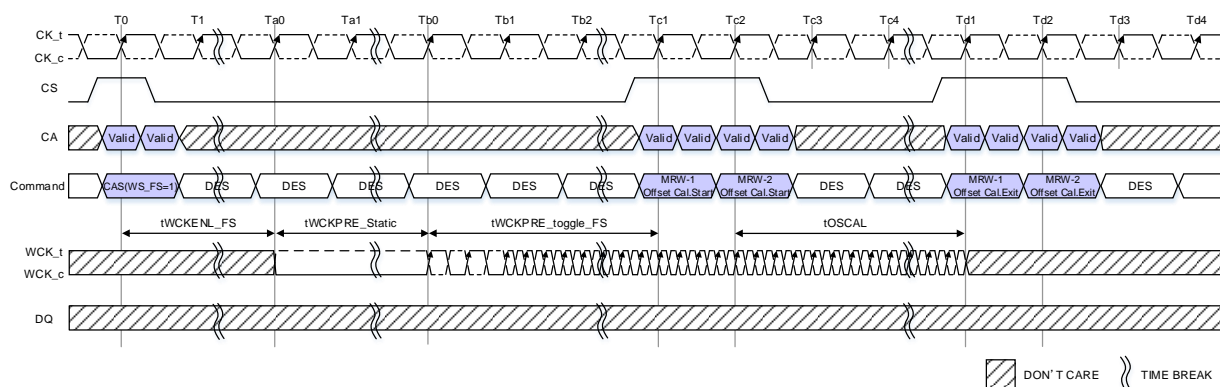 T0 T1 Ta0 Ta1 Tb0 Tb1 Tb2 Tc1 Tc2 Tc3 Tc4 Td1 Td2 Td3 Td4
CK_t
CK_c
CS
CA Valid Valid Valid Valid Valid Valid Valid Valid Valid Valid
Command CAS(WS_FS=1) DES DES DES DES DES DES MRW-1 Offset Cal.Start MRW-2 Offset Cal.Start DES DES MRW-1 Offset Cal.Exit MRW-2 Offset Cal.Exit DES
tWCKENL_FS tWCKPRE_Static tWCKPRE_toggle_FS tOSCAL
WCK_t
WCK_c
DQ
DON'T CARE TIME BREAK